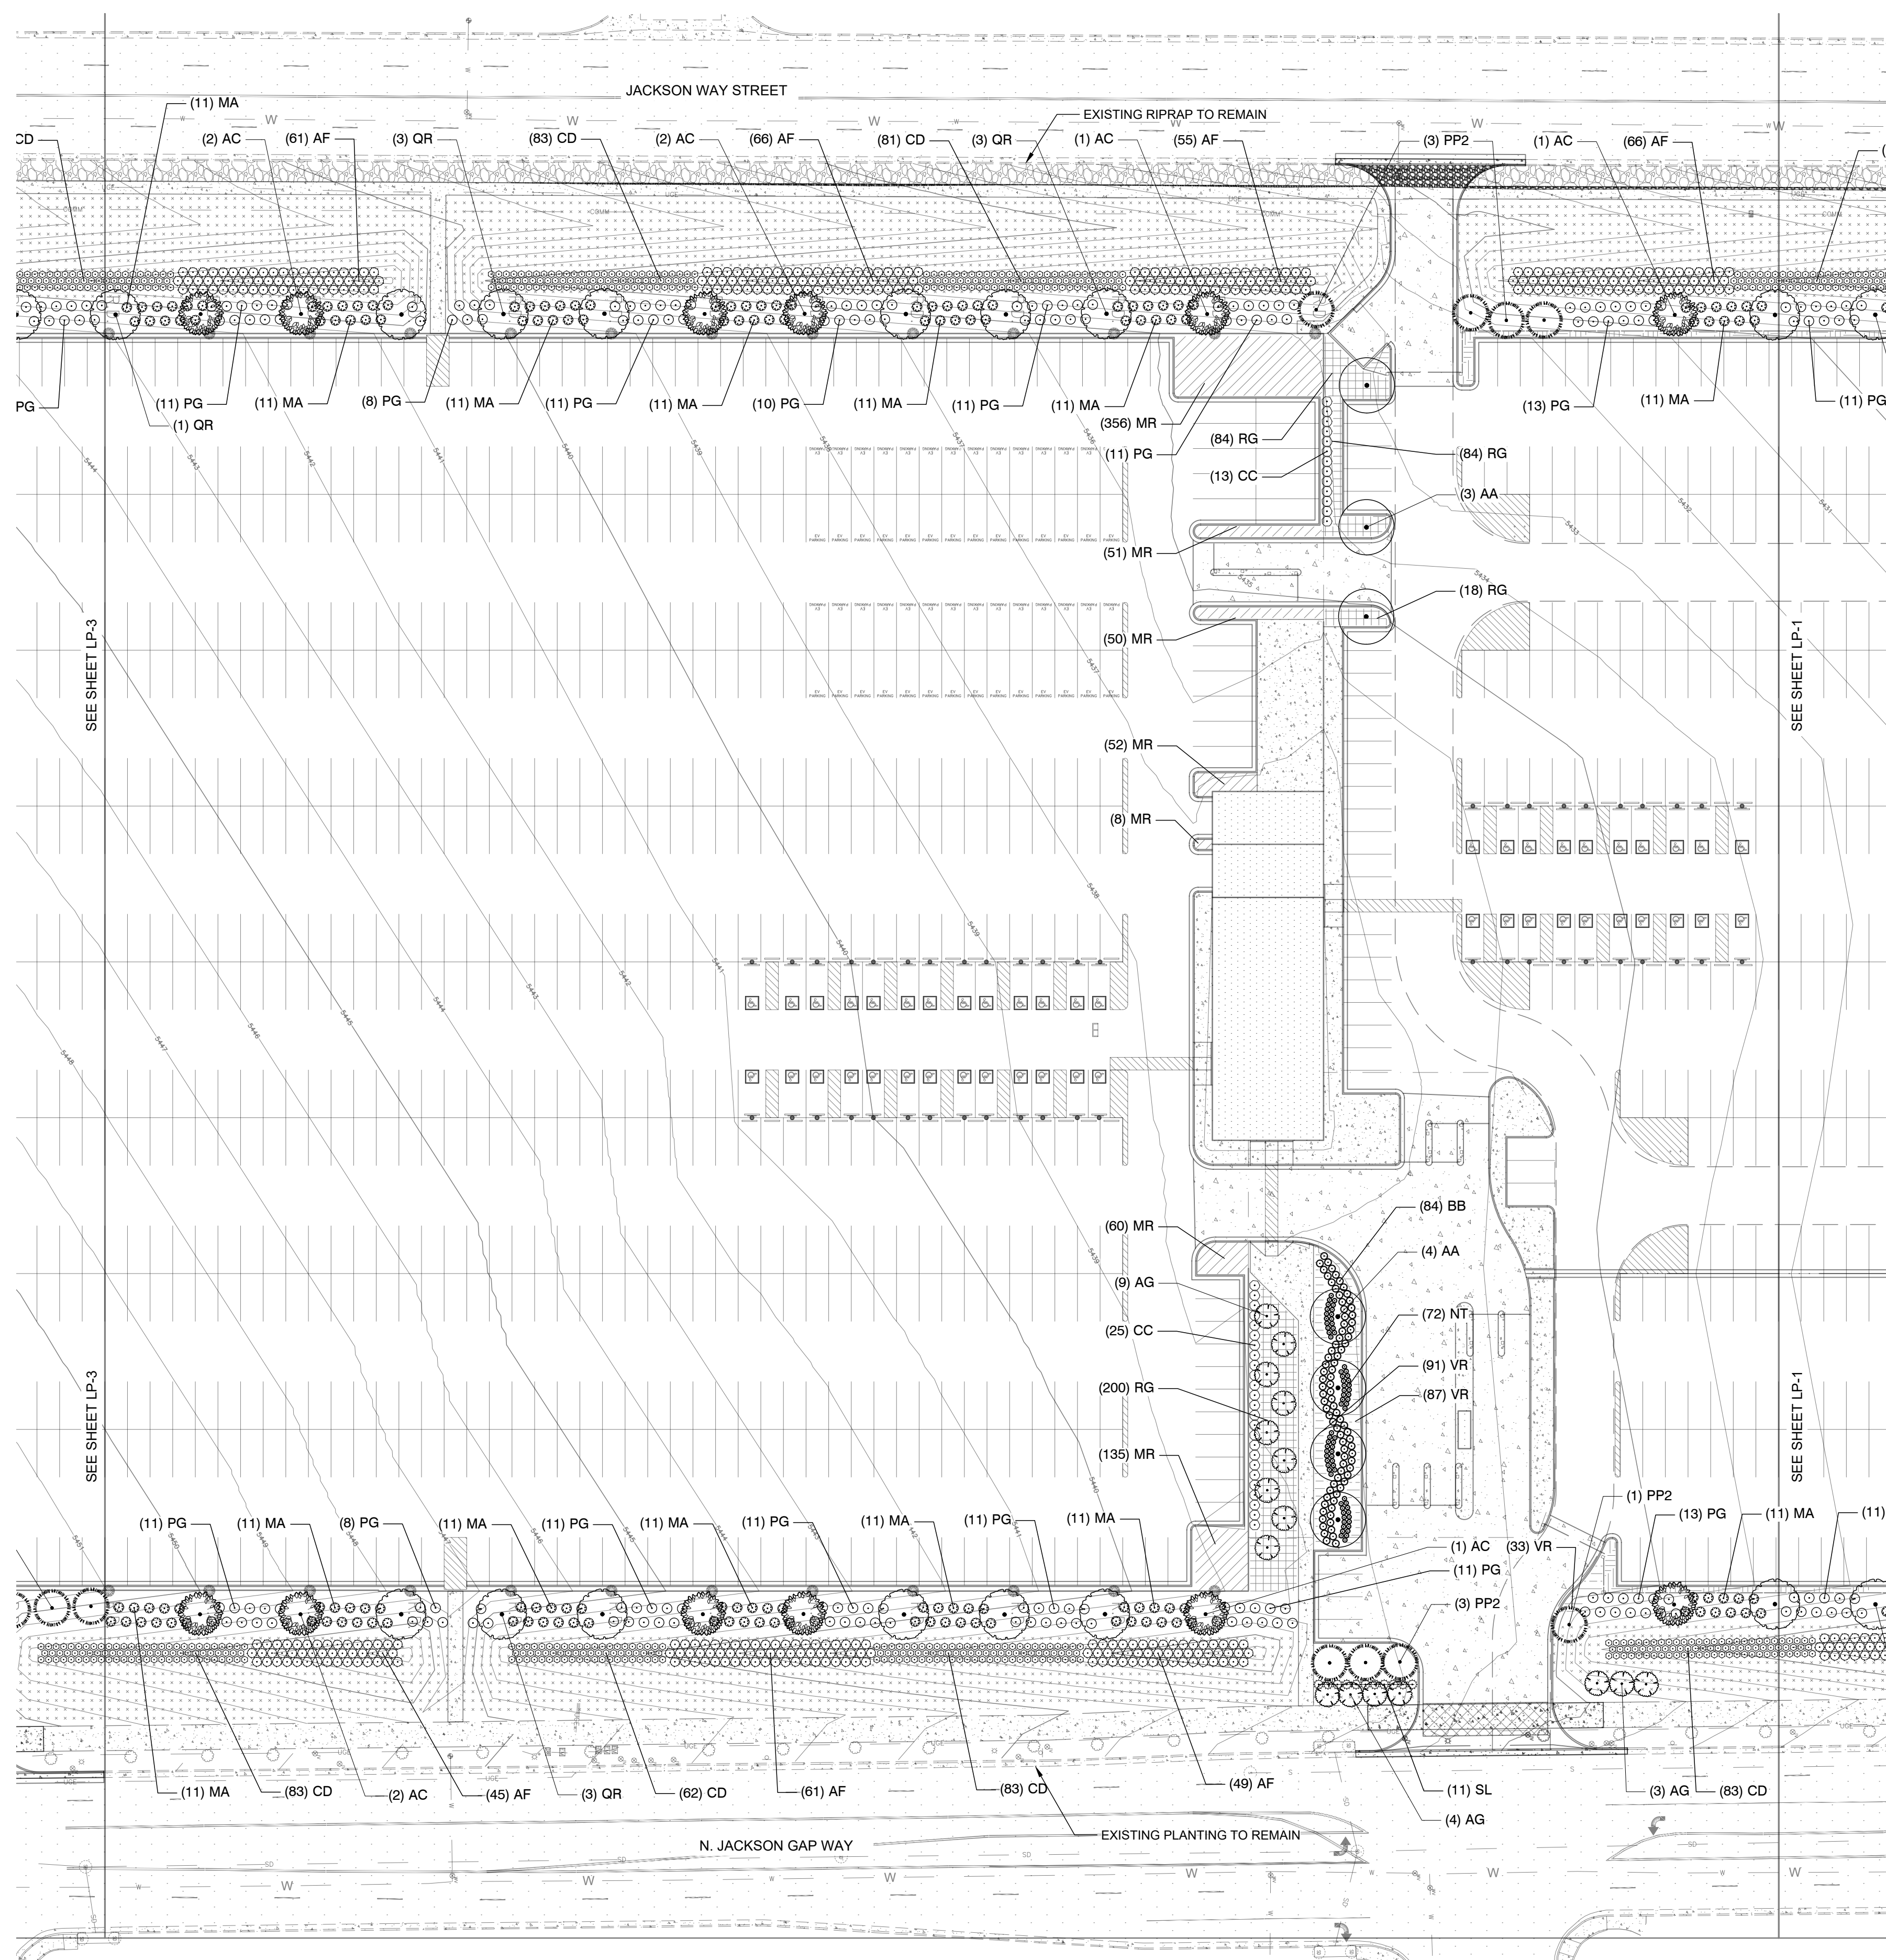 JACKSON WAY STREET
(11) MA
EXISTING RIPRAP TO REMAIN
CD
(2) AC
(61) AF
(3) QR
(83) CD
(2) AC
(66) AF
(81) CD
(3) QR
(1) AC
(55) AF
(3) PP2
(1) AC
(66) AF
PG
(11) PG
(11) MA
(8) PG
(11) MA
(11) PG
(11) MA
(10) PG
(11) MA
(11) PG
(11) MA
(13) PG
(11) MA
(11) PG
(1) QR
(356) MR
(84) RG
(11) PG
(84) RG
(13) CC
(3) AA
(51) MR
(18) RG
(50) MR
SEE SHEET LP-3
SEE SHEET LP-1
EV PARKING
(52) MR
(8) MR
(84) BB
(60) MR
(4) AA
(9) AG
(72) NT
(25) CC
(91) VR
(200) RG
(87) VR
(135) MR
SEE SHEET LP-3
SEE SHEET LP-1
(1) PP2
(13) PG
(11) MA
(11)
(11) PG
(11) MA
(8) PG
(11) MA
(11) PG
(11) MA
(11) PG
(11) MA
(11) PG
(11) MA
(1) AC
(33) VR
(11) PG
(3) PP2
(11) MA
(83) CD
(2) AC
(45) AF
(3) QR
(62) CD
(61) AF
(83) CD
(49) AF
(11) SL
(3) AG
(83) CD
(4) AG
N. JACKSON GAP WAY
EXISTING PLANTING TO REMAIN